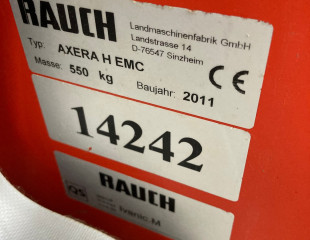 RAUCH
Landmaschinenfabrik GmbH
Landstrasse 14
D-76547 Sinzheim
Typ: AXERA H EMC
Masse: 550 kg
Baujahr: 2011
CE
14242
RAUCH